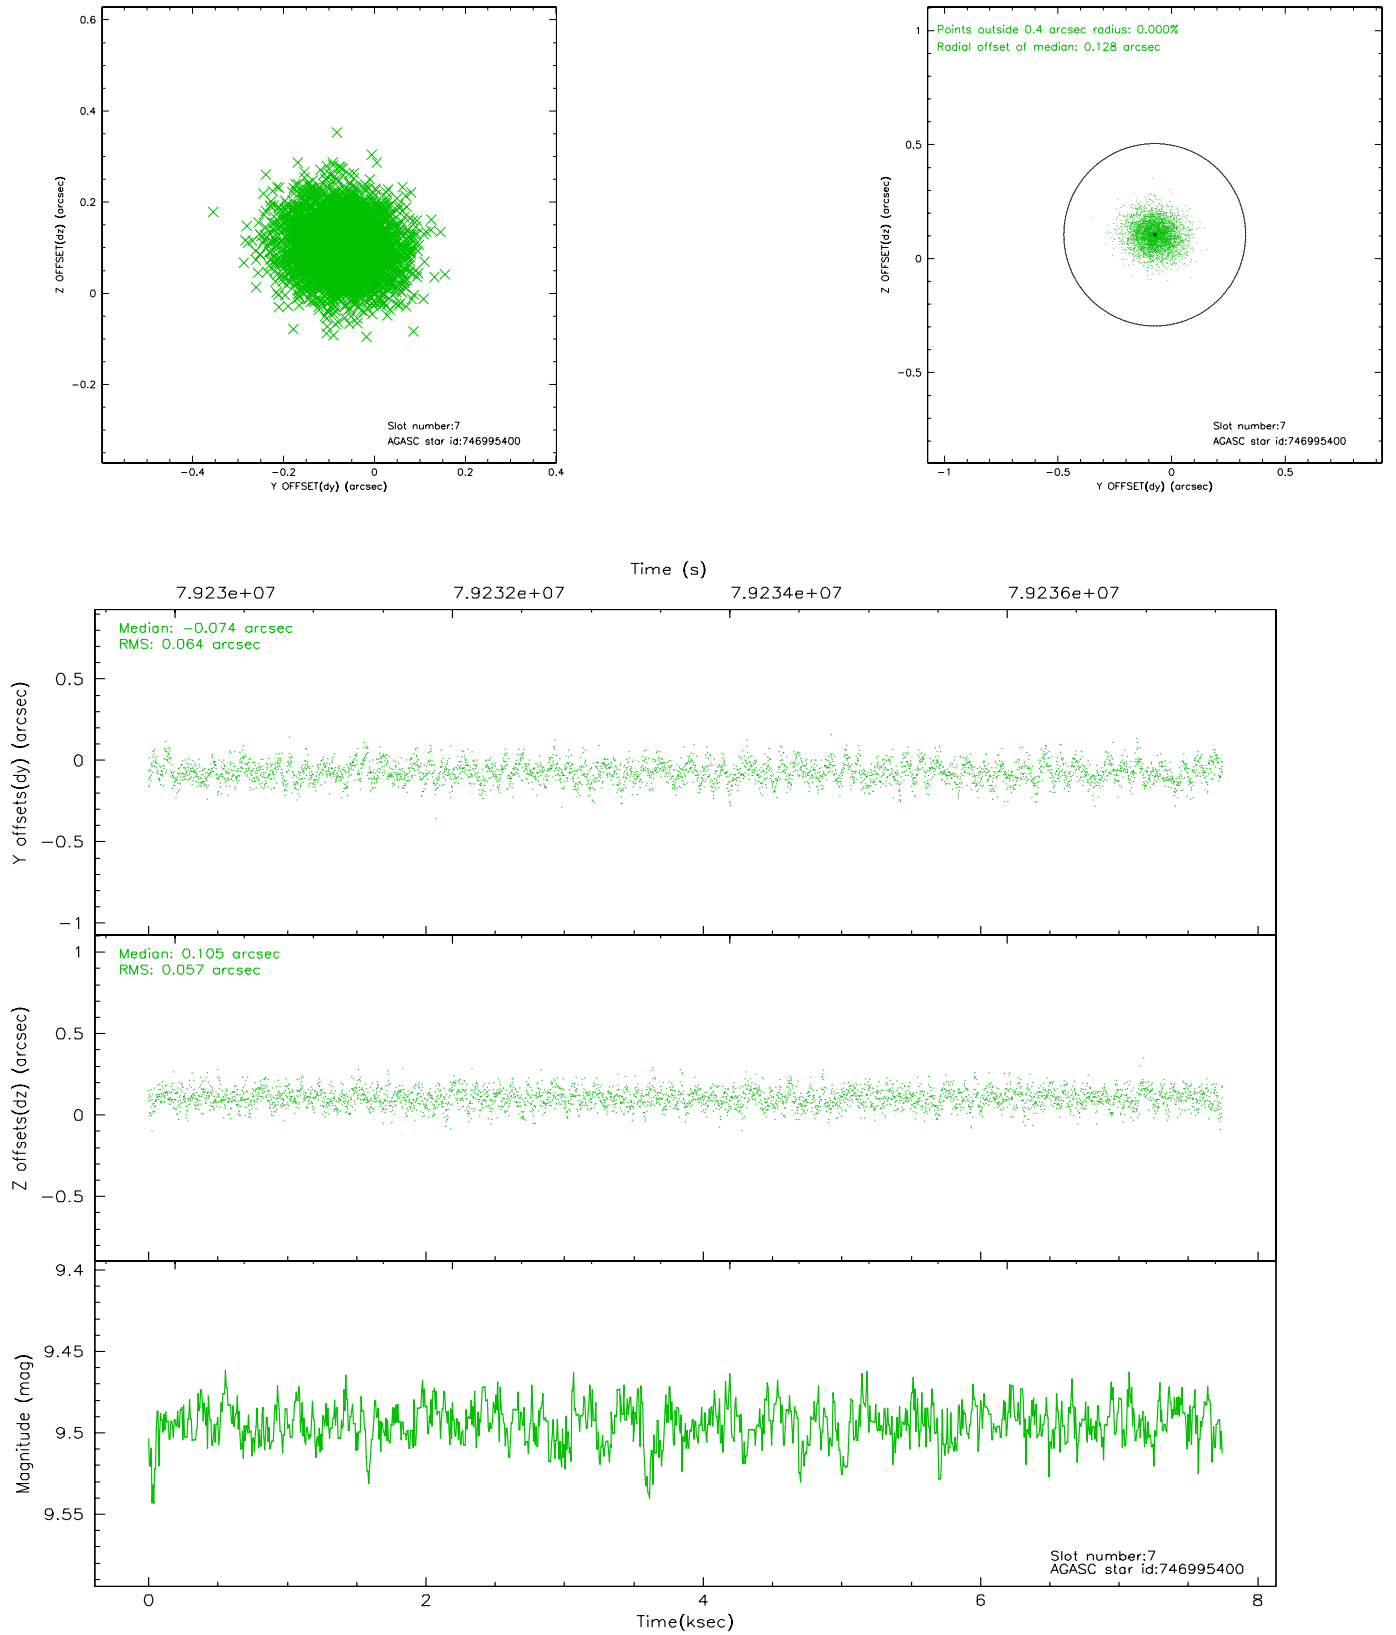 0.6
0.4
0.2
0
−0.2
Z OFFSET(dz) (arcsec)
Slot number:7
AGASC star id:746995400
−0.4
−0.2
0
0.2
0.4
Y OFFSET(dy) (arcsec)
Points outside 0.4 arcsec radius: 0.000%
Radial offset of median: 0.128 arcsec
1
0.5
0
−0.5
Z OFFSET(dz) (arcsec)
Slot number:7
AGASC star id:746995400
−1
−0.5
0
0.5
Y OFFSET(dy) (arcsec)
Time (s)
7.923e+07
7.9232e+07
7.9234e+07
7.9236e+07
Median: −0.074 arcsec
RMS: 0.064 arcsec
0.5
0
−0.5
−1
Y offsets(dy) (arcsec)
Median: 0.105 arcsec
RMS: 0.057 arcsec
1
0.5
0
−0.5
Z offsets(dz) (arcsec)
9.4
9.45
9.5
9.55
Magnitude (mag)
Slot number:7
AGASC star id:746995400
0
2
4
6
8
Time(ksec)